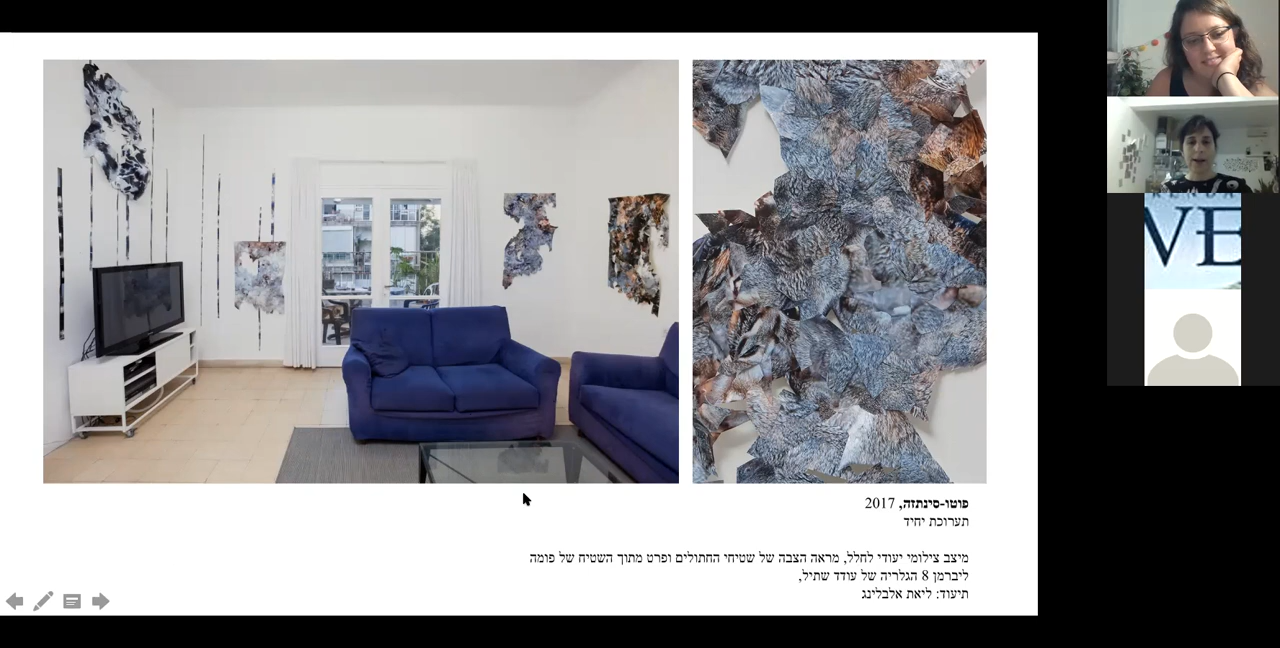 VE
פוטו-סינתזה, 2017
תערוכת יחיד
מיצב צילומי יעודי לחלל, מראה הצבה של שטיחי החתולים ופרט מתוך השטיח של פומה
ליברמן 8 הגלריה של עודד שתיל,
תיעוד: ליאת אלבלינג